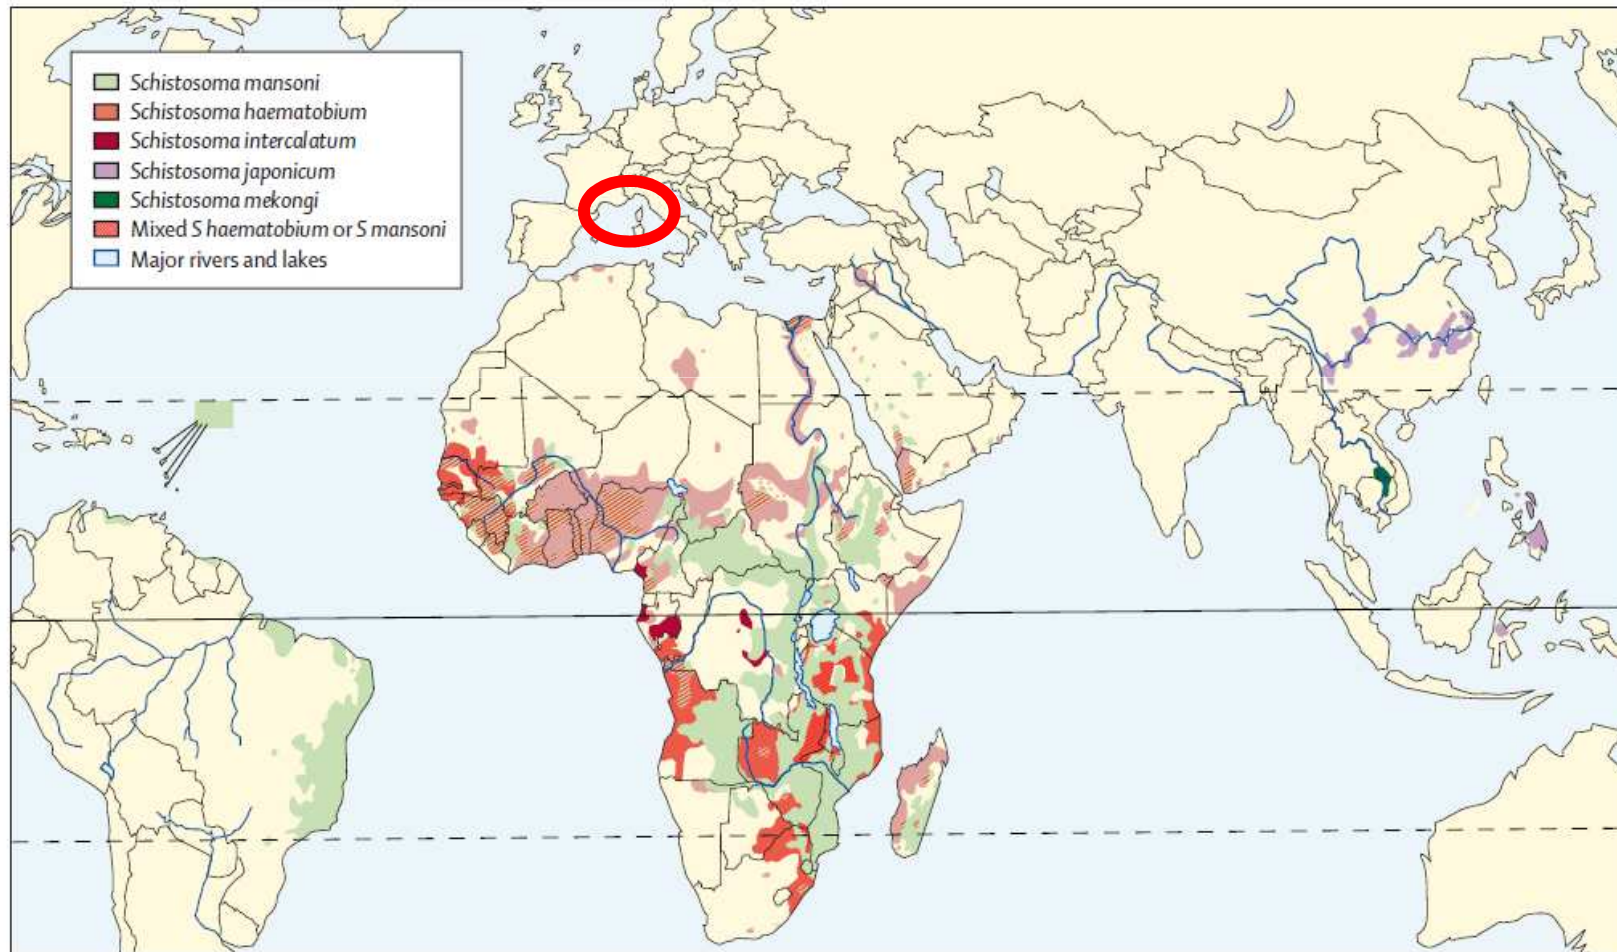 Schistosoma mansoni
Schistosoma haematobium
Schistosoma intercalatum
Schistosoma japonicum
Schistosoma mekongi
Mixed S haematobium or S mansoni
Major rivers and lakes